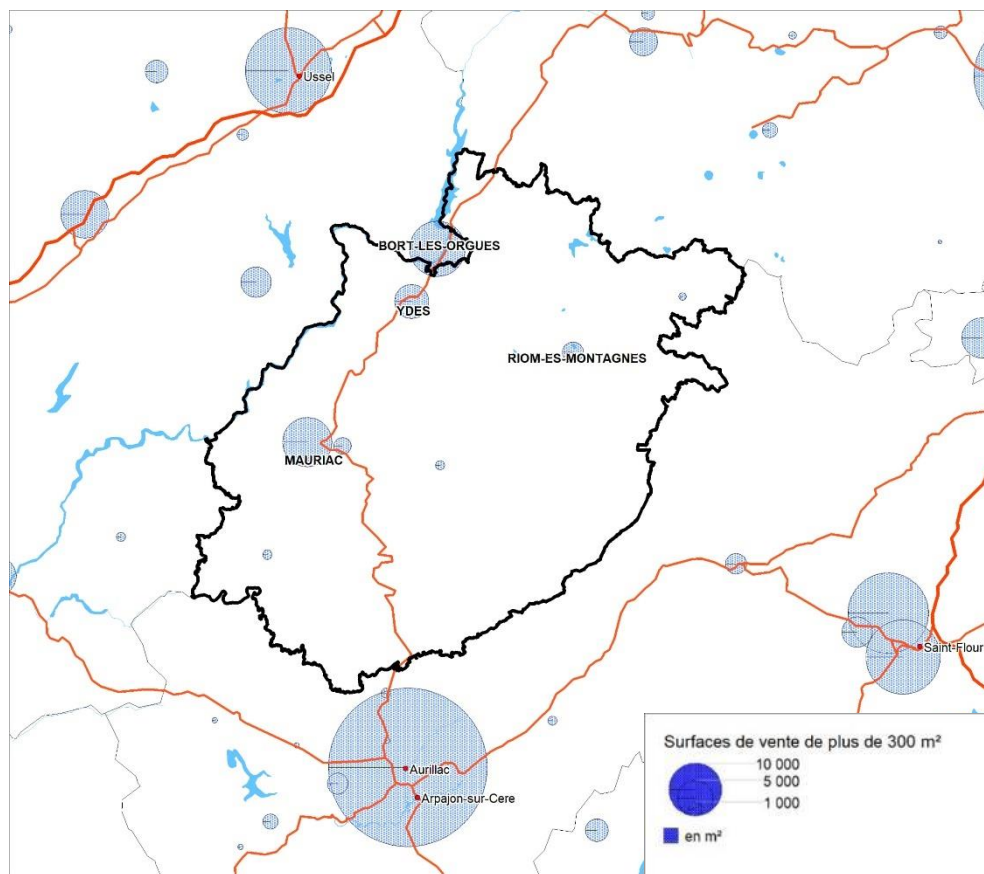 Ussel
BORT-LES-ORGUES
YDES
RIOM-ES-MONTAGNES
MAURIAC
Saint-Flour
Aurillac
Arpajon-sur-Cere
Surfaces de vente de plus de 300 m²
10 000
5 000
1 000
en m²